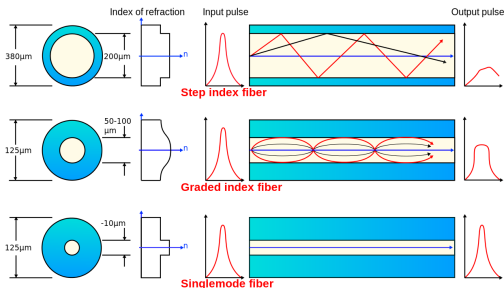 Index of refraction
Input pulse
Output pulse
380μm
200μm
n
Step index fiber
125μm
50-100
μm
n
Graded index fiber
125μm
-10μm
n
Singlemode fiber